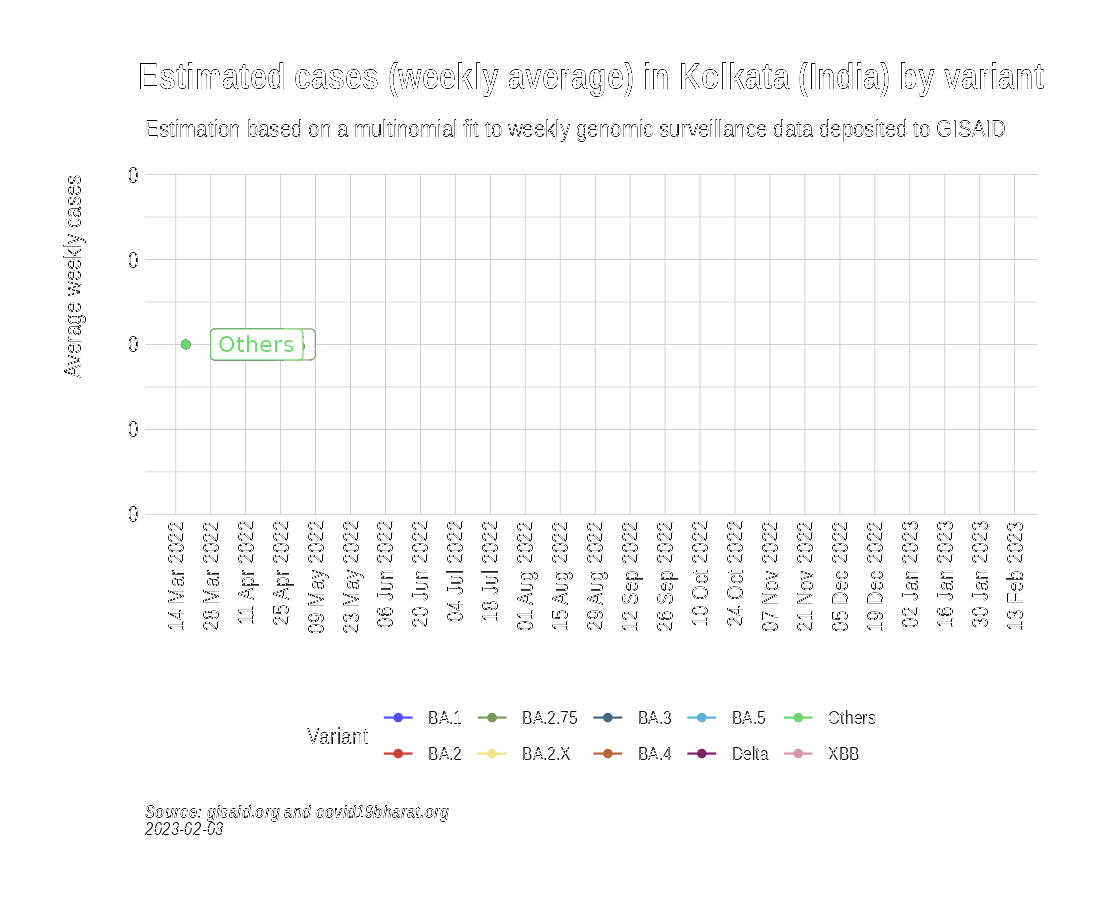 Estimated cases (weekly average) in Kolkata (India) by variant
Estimation based on a multinomial fit to weekly genomic surveillance data deposited to GISAID
Average weekly cases
0
0
0
0
0
Others
14 Mar 2022
28 Mar 2022
11 Apr 2022
25 Apr 2022
09 May 2022
23 May 2022
06 Jun 2022
20 Jun 2022
04 Jul 2022
18 Jul 2022
01 Aug 2022
15 Aug 2022
29 Aug 2022
12 Sep 2022
26 Sep 2022
10 Oct 2022
24 Oct 2022
07 Nov 2022
21 Nov 2022
05 Dec 2022
19 Dec 2022
02 Jan 2023
16 Jan 2023
30 Jan 2023
13 Feb 2023
Variant
BA.1 BA.2.75 BA.3 BA.5 Others
BA.2 BA.2.X BA.4 Delta XBB
Source: gisaid.org and covid19bharat.org
2023-02-03